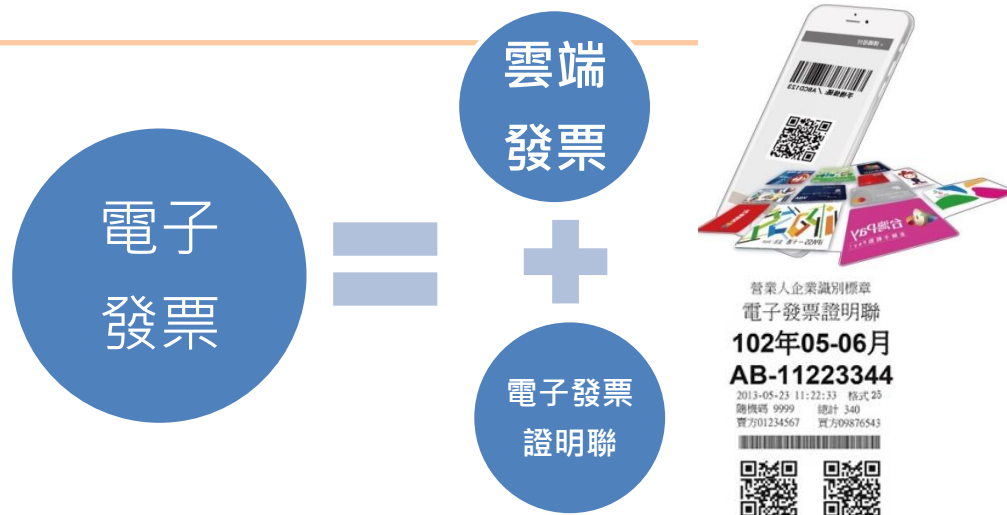 電子
發票
雲端
發票
電子發票
證明聯
營業人企業識別標章
電子發票證明聯
102年05-06月
AB-11223344
2013-05-23 11:22:33 格式 25
隨機碼 9999 總計 340
賣方01234567 買方09876543